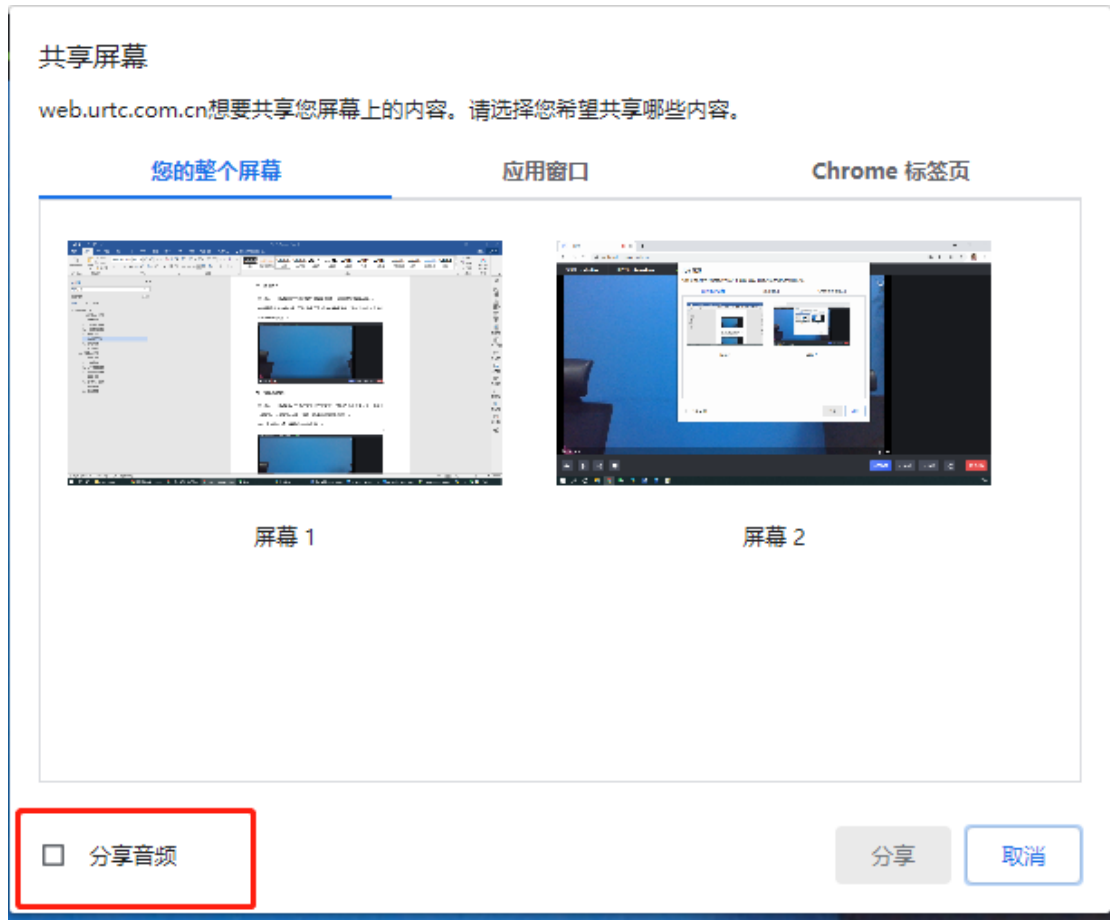 共享屏幕
web.urtc.com.cn想要共享您屏幕上的内容。请选择您希望共享哪些内容。
您的整个屏幕
应用窗口
Chrome 标签页
屏幕 1
屏幕 2
分享音频
分享
取消